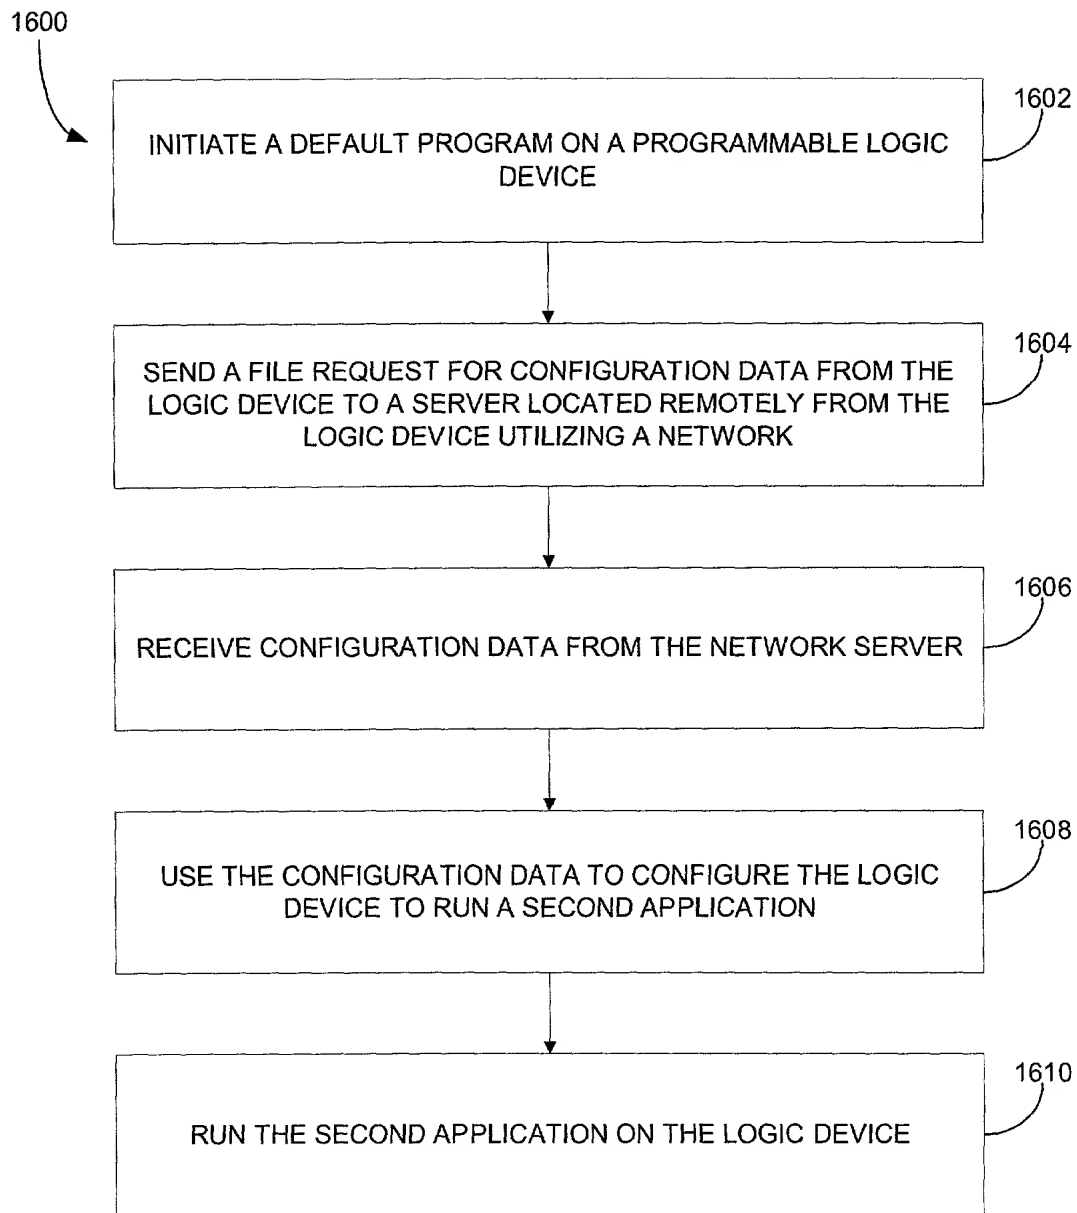 1600
1602
INITIATE A DEFAULT PROGRAM ON A PROGRAMMABLE LOGIC
DEVICE
1604
SEND A FILE REQUEST FOR CONFIGURATION DATA FROM THE
LOGIC DEVICE TO A SERVER LOCATED REMOTELY FROM THE
LOGIC DEVICE UTILIZING A NETWORK
1606
RECEIVE CONFIGURATION DATA FROM THE NETWORK SERVER
1608
USE THE CONFIGURATION DATA TO CONFIGURE THE LOGIC
DEVICE TO RUN A SECOND APPLICATION
1610
RUN THE SECOND APPLICATION ON THE LOGIC DEVICE